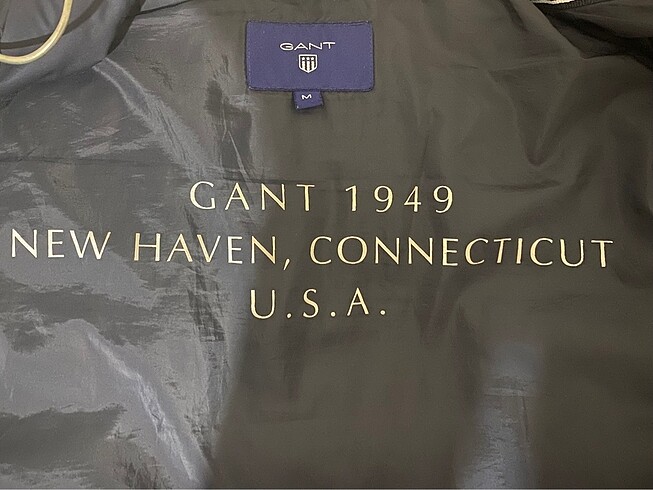 GANT
M
GANT 1949
NEW HAVEN, CONNECTICUT
U.S.A.